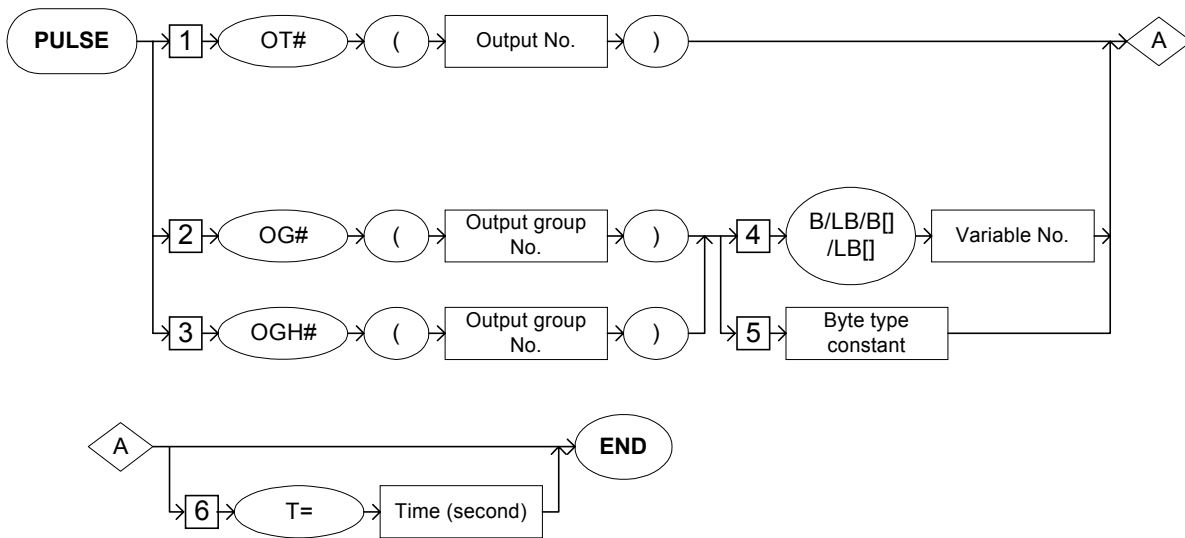 PULSE 1 OT# ( Output No. ) A
2 OG# ( Output group
No. ) 4 B/LB/B[]
/LB[] Variable No.
3 OGH# ( Output group
No. ) 5 Byte type
constant
A END
6 T= Time (second)